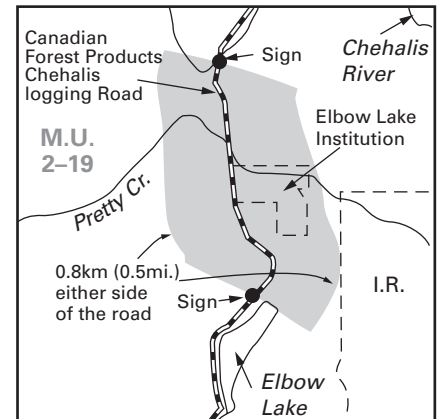 Canadian
Forest Products
Chehalis
logging Road
Sign
Chehalis
River
Elbow Lake
Institution
M.U.
2–19
Pretty Cr.
0.8km (0.5mi.)
either side
of the road
Sign
I.R.
Elbow
Lake